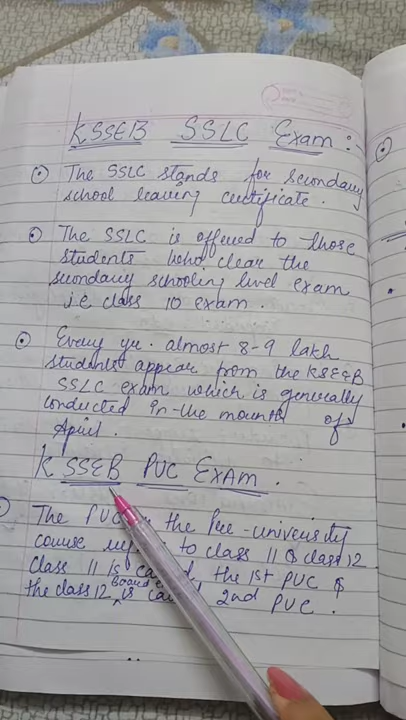 KSSEB SSLC Exam :-
The SSLC stands for Secondary
school leaving certificate.
The SSLC is offered to those
students who clear the
secondary schooling level exam
i.e class 10 exam.
Every yr. almost 8-9 lakh
students appear from the KSEEB
SSLC exam which is generally
conducted in the month of
April.
KSSEB PUC EXAM.
The PUC the Pre-university
course to class 11 & class 12
Class 11 is the 1st PUC &
board
the class 12 is 2nd PUC.